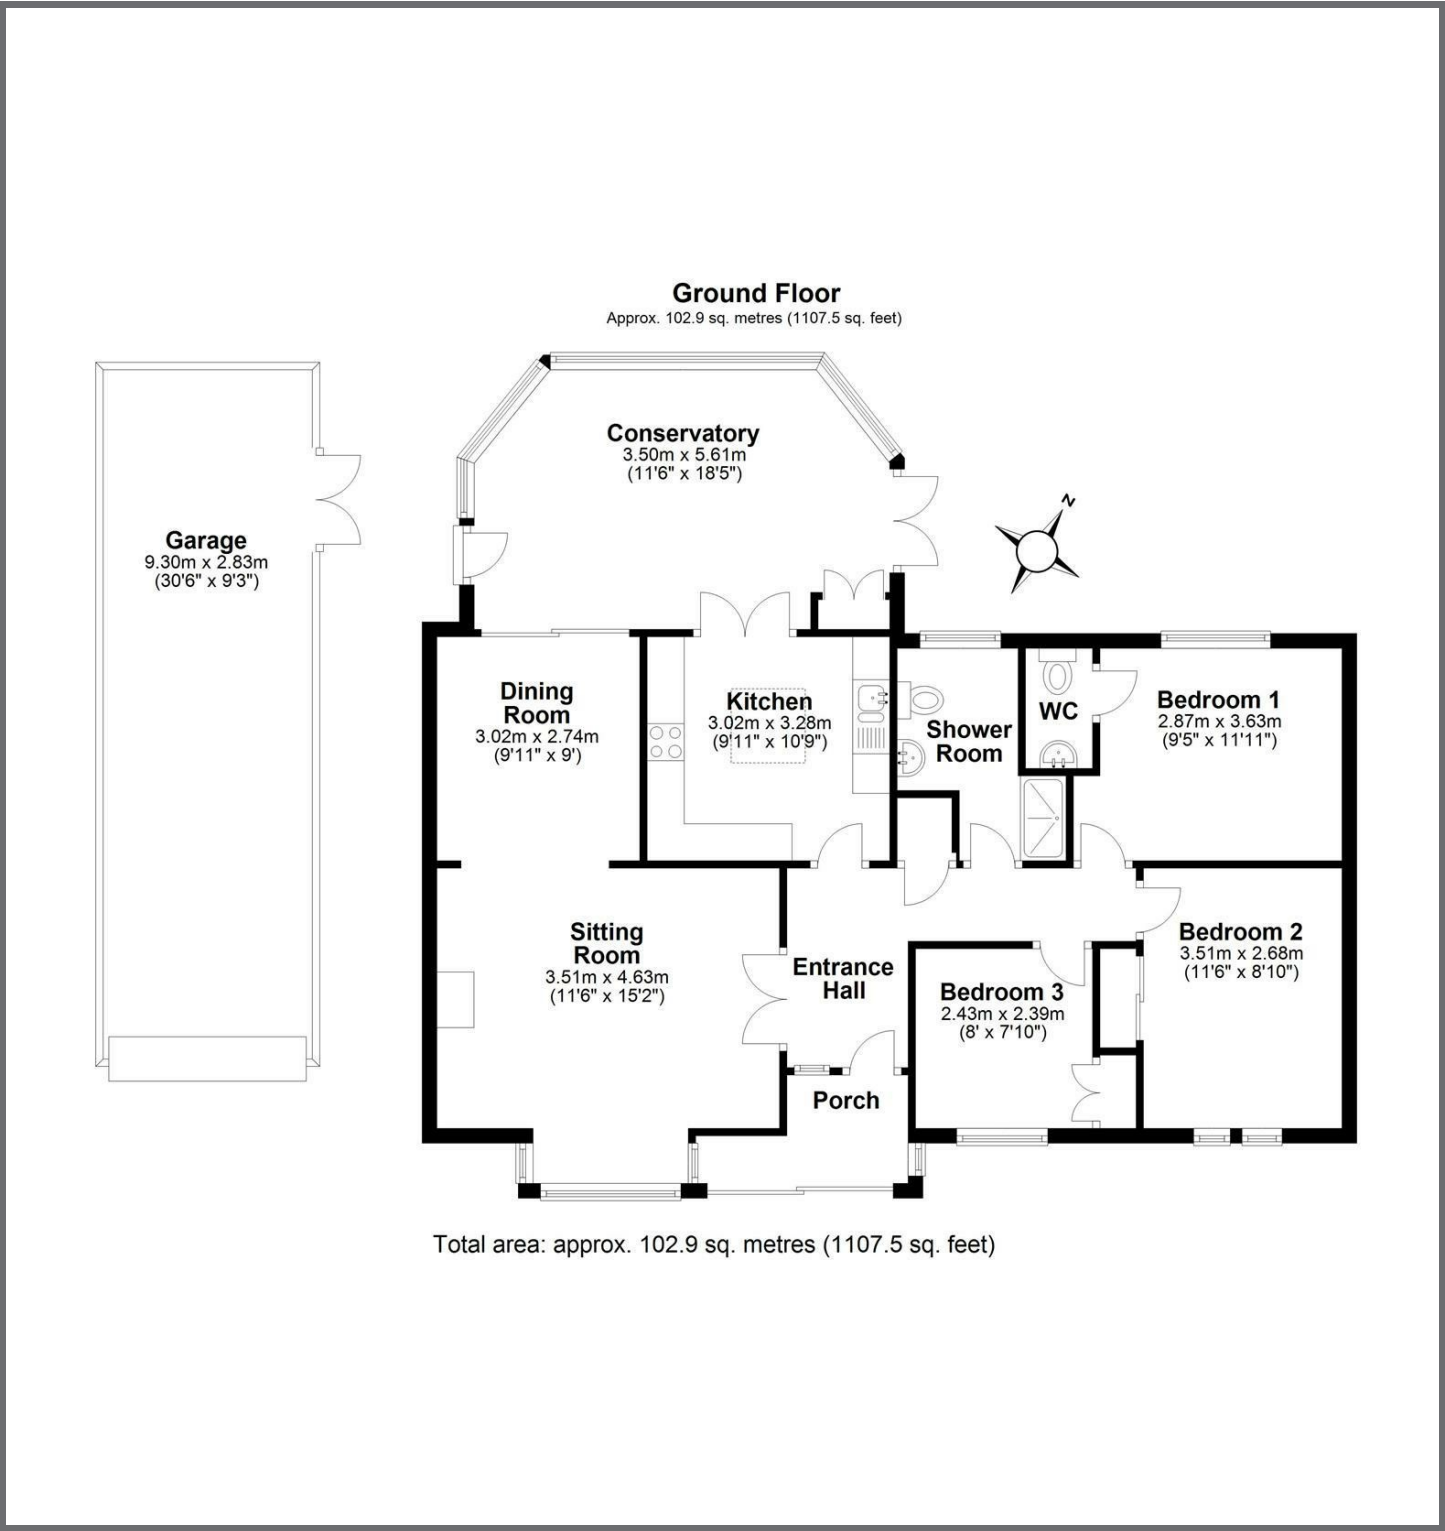 Ground Floor
Approx. 102.9 sq. metres (1107.5 sq. feet)
Conservatory
3.50m x 5.61m
(11'6" x 18'5")
N
Garage
9.30m x 2.83m
(30'6" x 9'3")
Dining
Room
3.02m x 2.74m
(9'11" x 9')
Kitchen
3.02m x 3.28m
(9'11" x 10'9")
Shower
Room
WC
Bedroom 1
2.87m x 3.63m
(9'5" x 11'11")
Sitting
Room
3.51m x 4.63m
(11'6" x 15'2")
Entrance
Hall
Bedroom 3
2.43m x 2.39m
(8' x 7'10")
Bedroom 2
3.51m x 2.68m
(11'6" x 8'10")
Porch
Total area: approx. 102.9 sq. metres (1107.5 sq. feet)